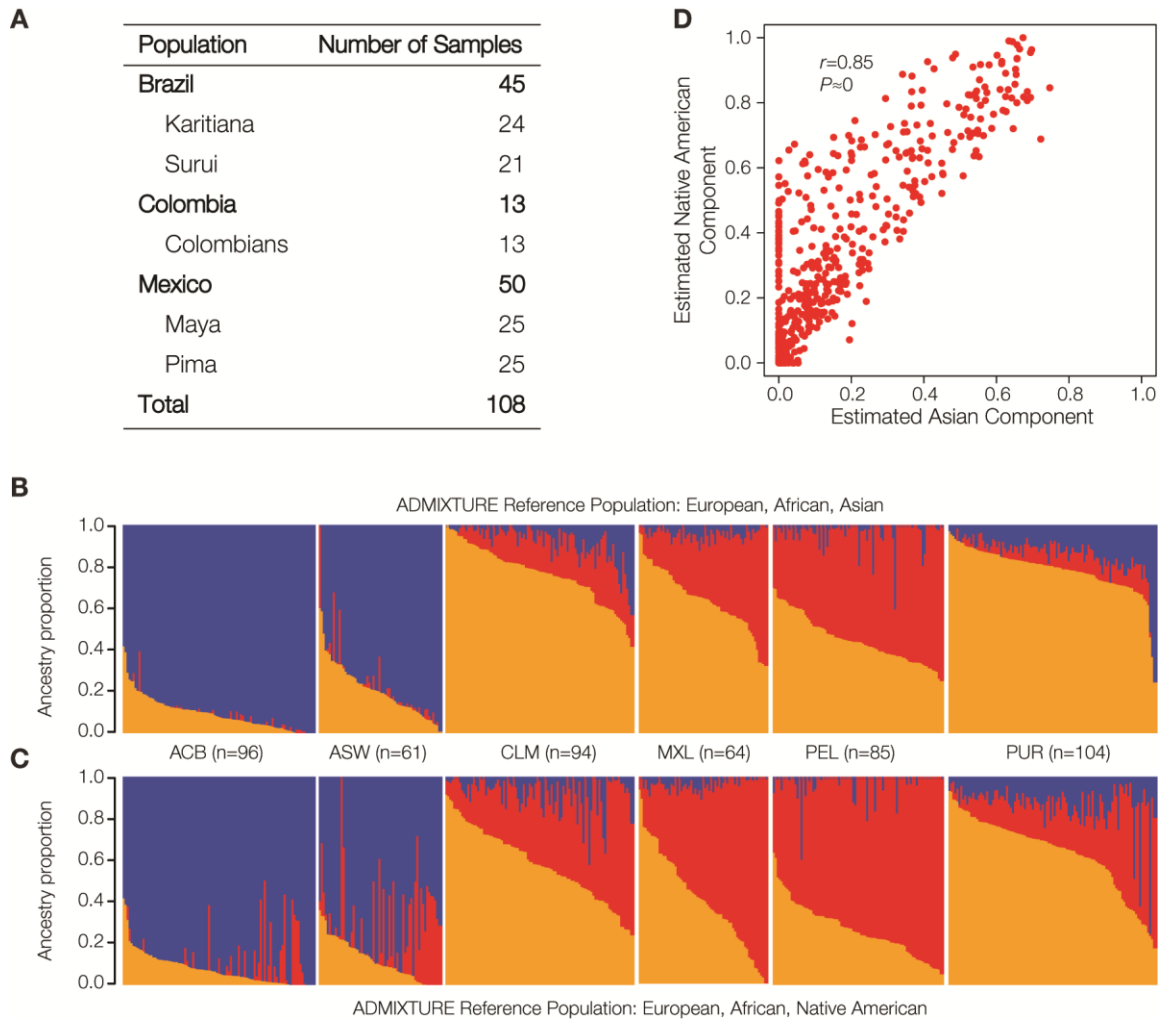 A
Population Number of Samples
Brazil 45
Karitiana 24
Surui 21
Colombia 13
Colombians 13
Mexico 50
Maya 25
Pima 25
Total 108
D
1.0
0.8
0.6
0.4
0.2
0.0
Estimated Native American
Component
r=0.85
P≈0
0.0 0.2 0.4 0.6 0.8 1.0
Estimated Asian Component
B
ADMIXTURE Reference Population: European, African, Asian
1.0
0.8
0.6
0.4
0.2
0.0
Ancestry proportion
ACB (n=96) ASW (n=61) CLM (n=94) MXL (n=64) PEL (n=85) PUR (n=104)
C
1.0
0.8
0.6
0.4
0.2
0.0
Ancestry proportion
ADMIXTURE Reference Population: European, African, Native American